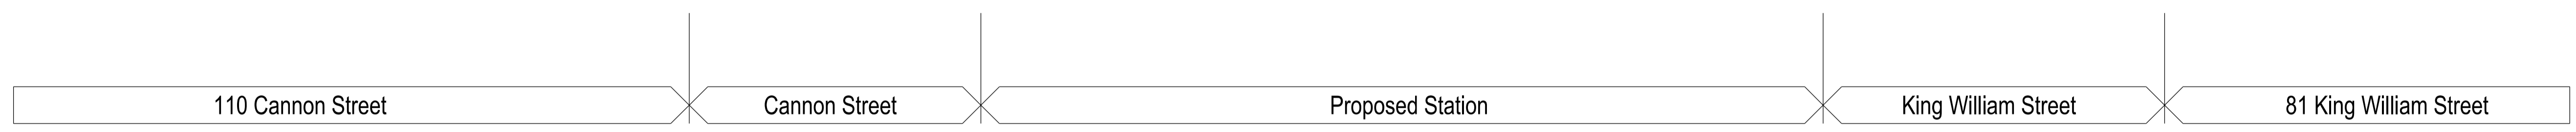 110 Cannon Street
Cannon Street
Proposed Station
King William Street
81 King William Street